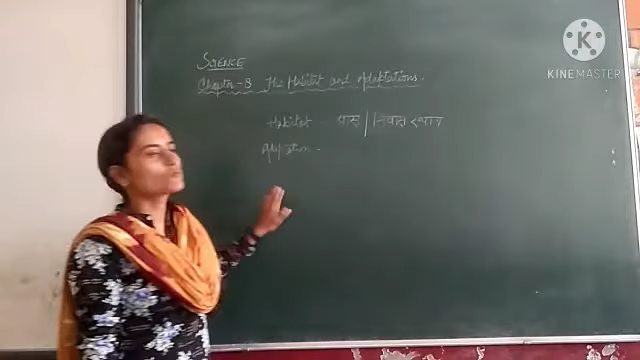 SCIENCE
Chapter-8 The Habitat and Adaptations.
Habitat - वास / निवास स्थान
Adaptation -
K
KINEMASTER